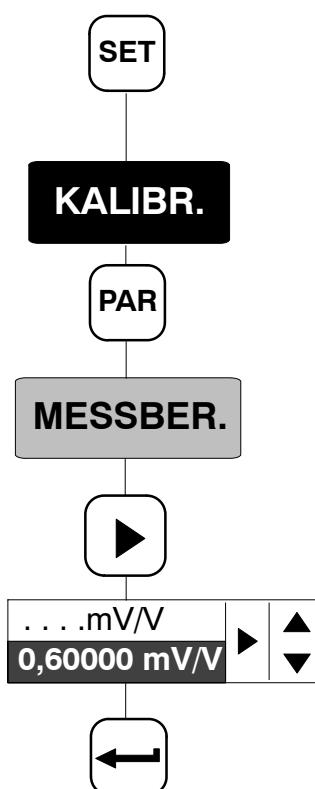 SET
KALIBR.
PAR
MESSBER.
. . . .mV/V
0,60000 mV/V